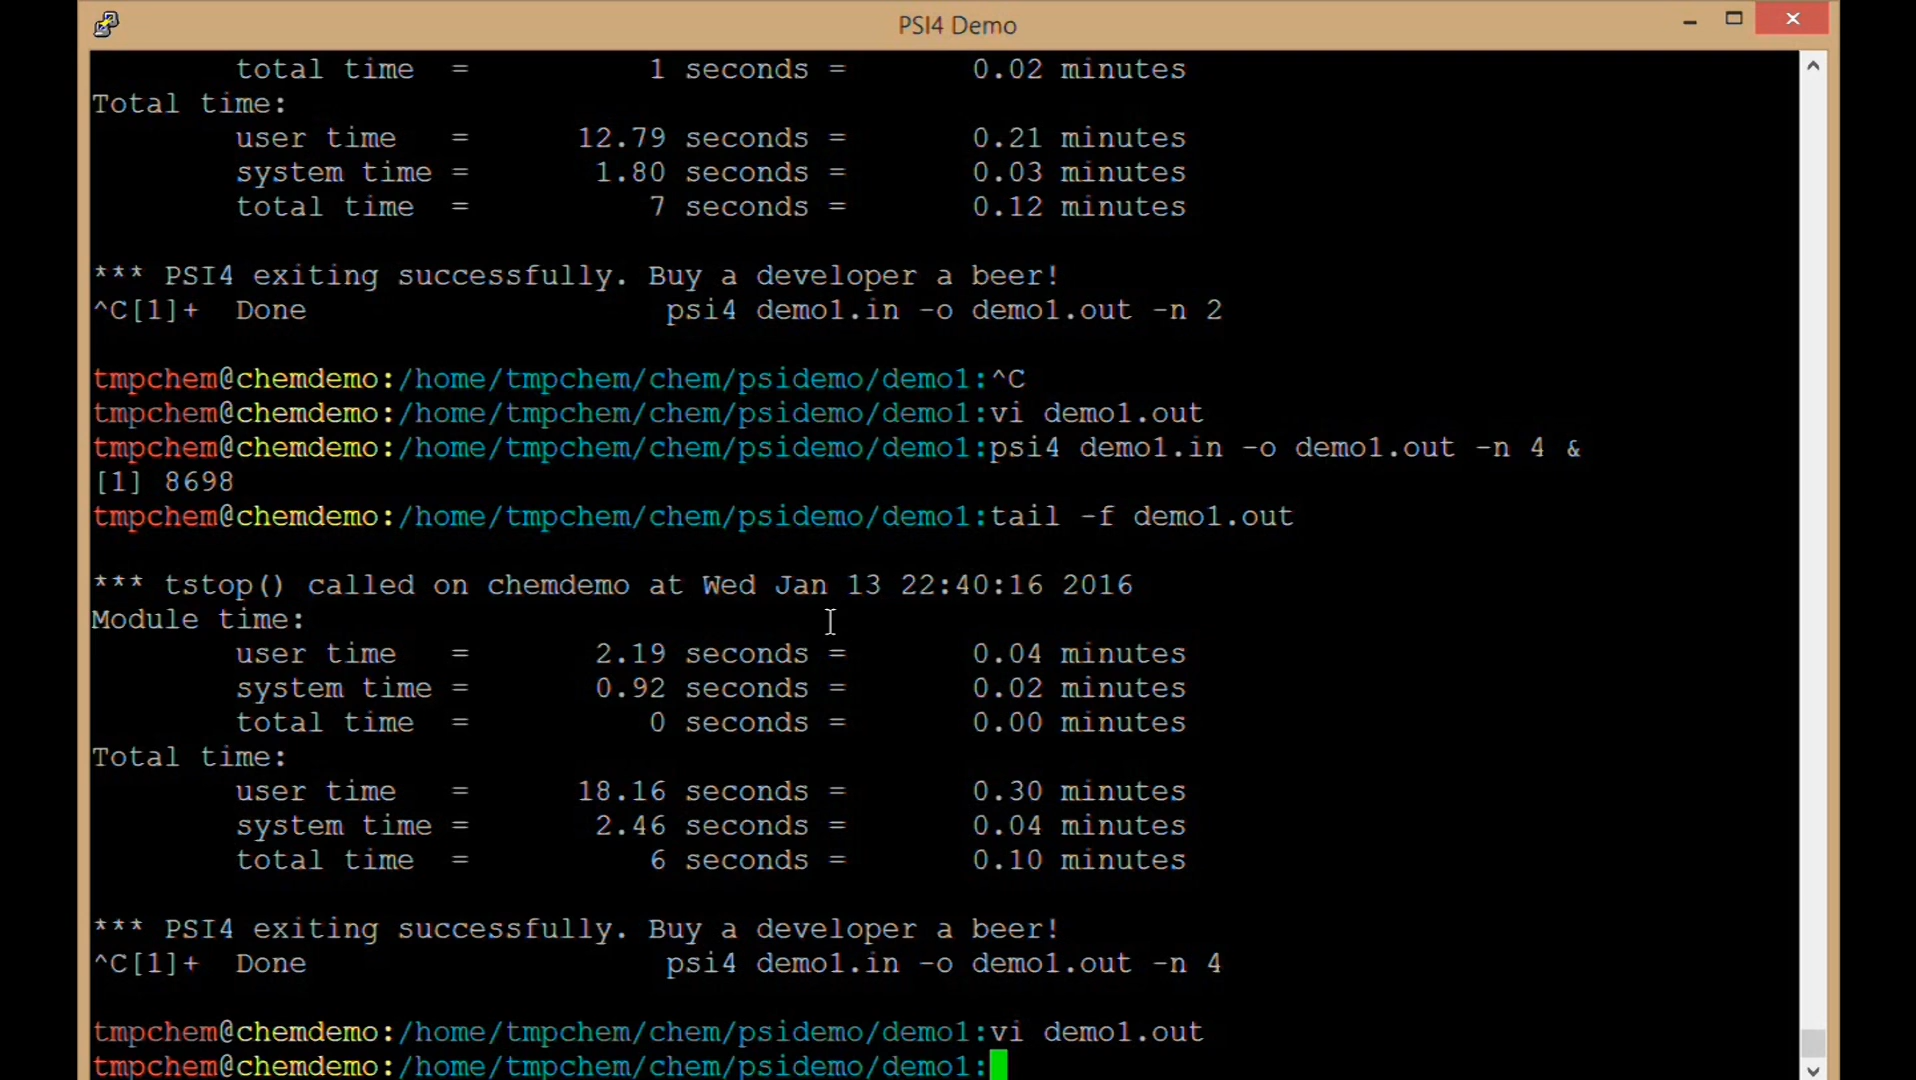 PSI4 Demo
total time = 1 seconds = 0.02 minutes
Total time:
user time = 12.79 seconds = 0.21 minutes
system time = 1.80 seconds = 0.03 minutes
total time = 7 seconds = 0.12 minutes
*** PSI4 exiting successfully. Buy a developer a beer!
^C[1]+ Done psi4 demo1.in -o demo1.out -n 2
tmpchem@chemdemo:/home/tmpchem/chem/psidemo/demo1:^C
tmpchem@chemdemo:/home/tmpchem/chem/psidemo/demo1:vi demo1.out
tmpchem@chemdemo:/home/tmpchem/chem/psidemo/demo1:psi4 demo1.in -o demo1.out -n 4 &
[1] 8698
tmpchem@chemdemo:/home/tmpchem/chem/psidemo/demo1:tail -f demo1.out
*** tstop() called on chemdemo at Wed Jan 13 22:40:16 2016
Module time:
user time = 2.19 seconds = 0.04 minutes
system time = 0.92 seconds = 0.02 minutes
total time = 0 seconds = 0.00 minutes
Total time:
user time = 18.16 seconds = 0.30 minutes
system time = 2.46 seconds = 0.04 minutes
total time = 6 seconds = 0.10 minutes
*** PSI4 exiting successfully. Buy a developer a beer!
^C[1]+ Done psi4 demo1.in -o demo1.out -n 4
tmpchem@chemdemo:/home/tmpchem/chem/psidemo/demo1:vi demo1.out
tmpchem@chemdemo:/home/tmpchem/chem/psidemo/demo1: